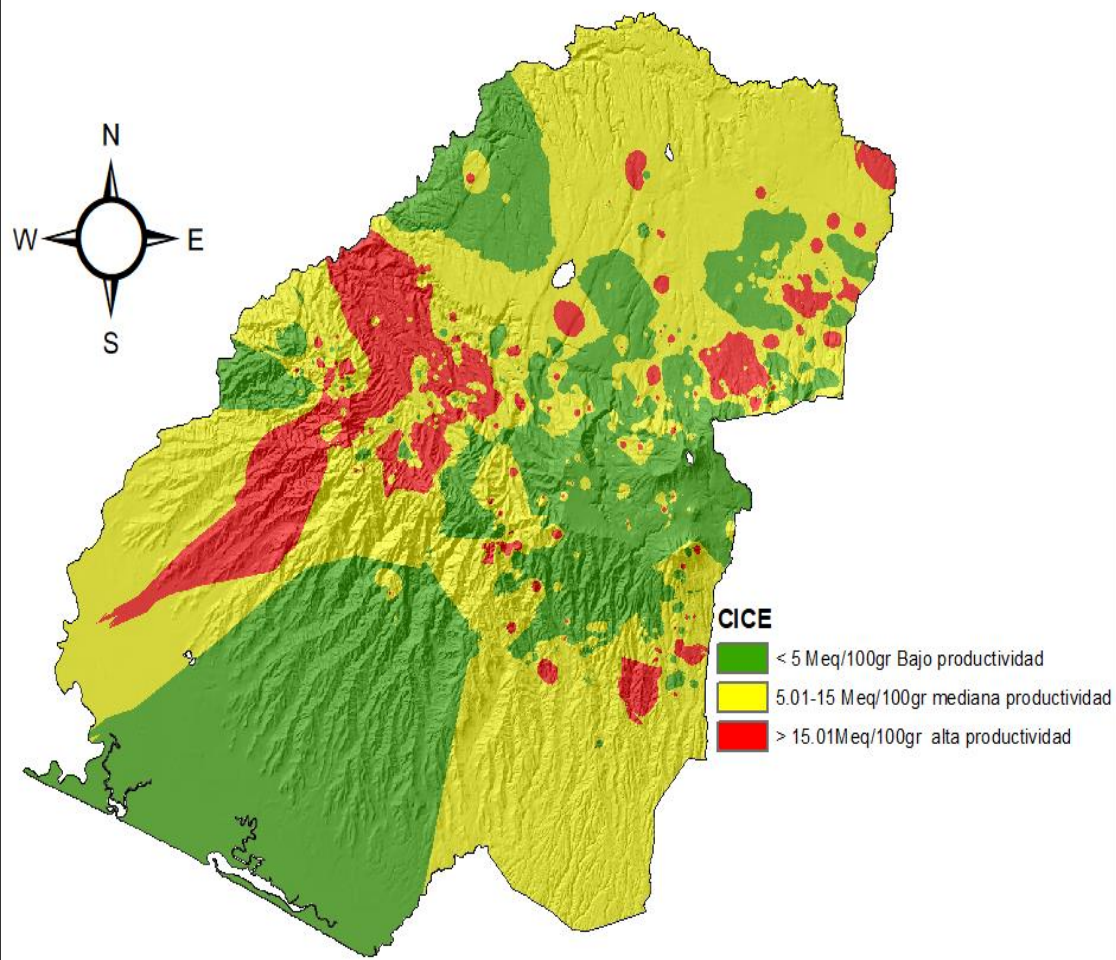 N
W
E
S
CICE
< 5 Meq/100gr Bajo productividad
5.01-15 Meq/100gr mediana productividad
> 15.01Meq/100gr alta productividad